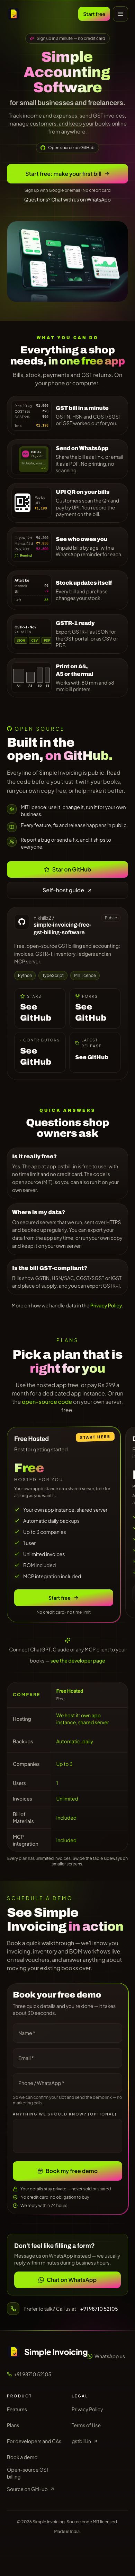 Start free
Sign up in a minute — no credit card
Simple
Accounting
Software
for small businesses and freelancers.
Track income and expenses, send GST invoices,
manage customers, and keep your books online
from anywhere.
Open source on GitHub
Start free: make your first bill →
Sign up with Google or email · No credit card
Questions? Chat with us on WhatsApp
WHAT YOU CAN DO
Everything a shop
needs, in one free app
Bills, stock, payments and GST returns.
On your phone or computer.
GST bill in a minute
GSTIN, HSN and CGST/SGST
or IGST worked out for you.
Send on WhatsApp
Share the bill as a link, or email
it as a PDF. No printing, no
scanning.
UPI QR on your bills
Customers scan the QR and
pay by UPI. You record the
payment on the bill.
See who owes you
Unpaid bills by age, with a
WhatsApp reminder for each.
Stock updates itself
Every bill and purchase
changes your stock.
GSTR-1 ready
Export GSTR-1 as JSON for
the GST portal, or as CSV or
PDF.
Print on A4,
A5 or thermal
Works with 80 mm and 58
mm bill printers.
OPEN SOURCE
Built in the
open, on GitHub.
Every line of Simple Invoicing is public. Read
how your bills are made, change it for your trade,
run your own copy for free, or help make it better.
MIT licence: use it, change it, run it for your own
business.
Every feature, fix and release happens in public.
Report a bug or send a fix, and it ships to
everyone.
Star on GitHub
Self-host guide ↗
simple-invoicing-free-
gst-billing-software
Public
Free, open-source GST billing and accounting:
invoices, GSTR-1, inventory, ledgers and an
MCP server.
Python
TypeScript
MIT licence
STARS
See
GitHub
FORKS
See
GitHub
CONTRIBUTORS
See
GitHub
LATEST
RELEASE
See GitHub
QUICK ANSWERS
Questions shop
owners ask
Is it really free?
Yes. The app at app.gstbill.in is free to use, with
no time limit and no credit card. The code is
open source (MIT), so you can also run it on your
own server.
Where is my data?
On secured servers that we run, sent over HTTPS
and backed up regularly. You can export your
data from the app any time, or run your own copy
and keep it on your own server.
Is the bill GST-compliant?
Bills show GSTIN, HSN/SAC, CGST/SGST or IGST
and place of supply, and you can export GSTR-1.
More on how we handle data in the Privacy Policy.
PLANS
Pick a plan that is
right for you
Use the hosted app free, or pay ₹299 a
month for a dedicated instance. The code is
open-source code
START HERE
Free Hosted
Best for getting started
Free
HOSTED FOR YOU
Your own app instance on a shared server, free for
as long as you want it.
Your own app instance, shared server
Automatic daily backups
Up to 3 companies
1 user
Unlimited invoices
BOM included
MCP integration included
Start free →
No credit card · no time limit
Connect ChatGPT, Claude or any MCP client to your
books — see the developer page
COMPARE
Free Hosted
Free
Hosting
We host it: own app
instance, shared server
Backups
Automatic, daily
Companies
Up to 3
Users
1
Invoices
Unlimited
Bill of
Materials
Included
MCP
integration
Included
Every plan has unlimited invoices. Swipe the table sideways on
smaller screens.
SCHEDULE A DEMO
See Simple
Invoicing in action
Book a quick walkthrough — we'll show you
invoicing, inventory and BOM workflows live,
on real vouchers, and answer everything before
moving your existing books over.
Book your free demo
Three quick details and you're done — it takes
about 30 seconds.
Name *
Email *
Phone / WhatsApp *
So we can confirm your slot and send the demo link — no
marketing calls.
ANYTHING WE SHOULD KNOW? (OPTIONAL)
Book my free demo
Your details stay private — never sold or shared
No credit card, no obligation to buy
We reply within 24 hours
Don't feel like filling a form?
Message us on WhatsApp instead — we usually
reply within minutes during business hours.
Chat on WhatsApp
Prefer to talk? Call us at +91 98710 52105
Simple Invoicing
WhatsApp us
+91 98710 52105
PRODUCT
LEGAL
Features
Privacy Policy
Plans
Terms of Use
For developers and CAs
gstbill.in ↗
Book a demo
Open-source GST
billing
Source on GitHub ↗
© 2026 Simple Invoicing. Source code MIT licensed.
Made in India